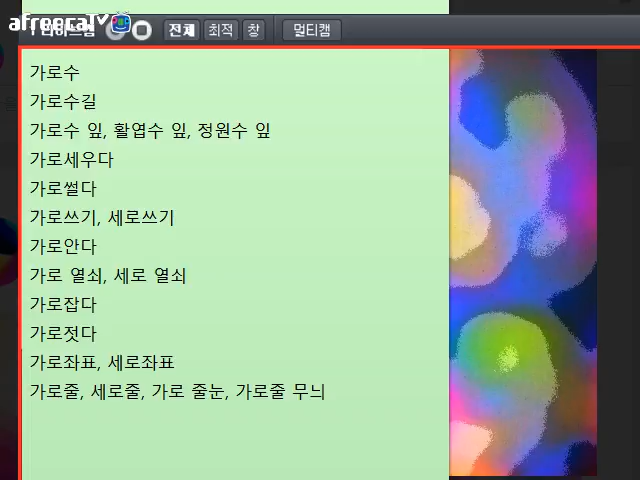 afreecaTV
전체 최적 창 멀티캠
가로수
가로수길
가로수 잎, 활엽수 잎, 정원수 잎
가로세우다
가로썰다
가로쓰기, 세로쓰기
가로안다
가로 열쇠, 세로 열쇠
가로잡다
가로젓다
가로좌표, 세로좌표
가로줄, 세로줄, 가로 줄눈, 가로줄 무늬